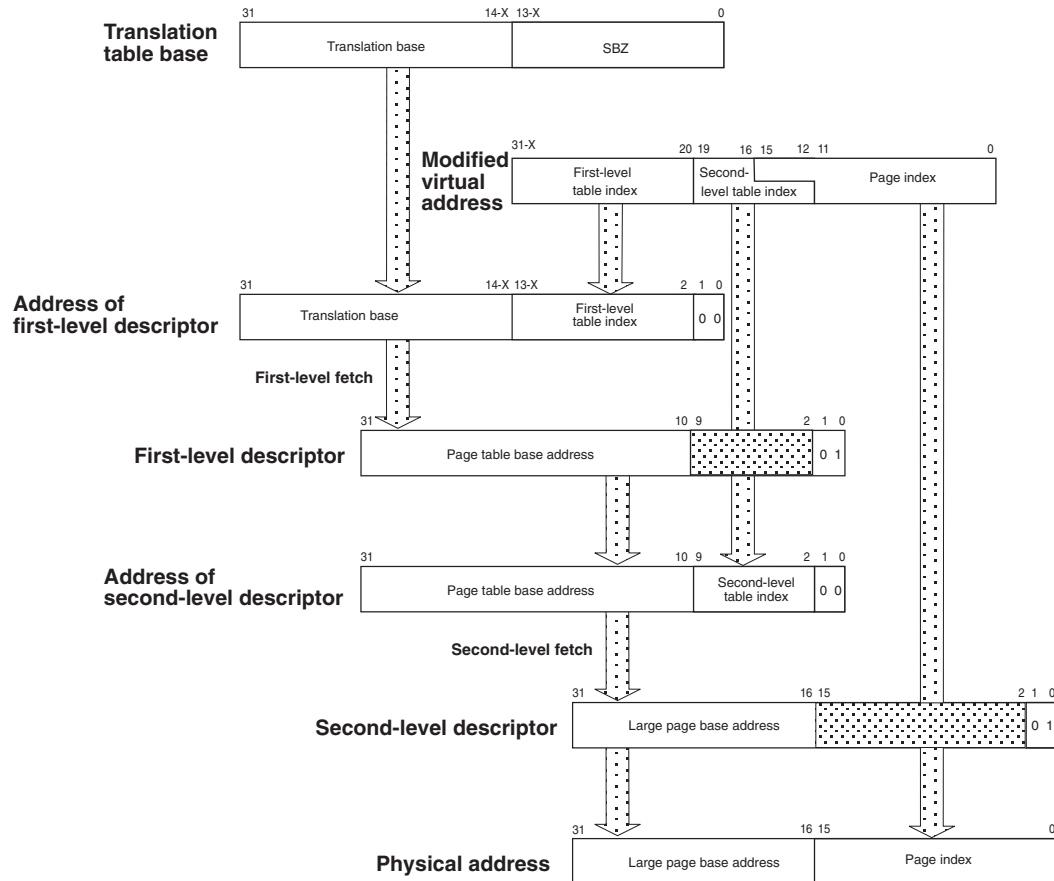 31 14-X 13-X 0
Translation
table base
Translation base SBZ
31-X 20 19 16 15 12 11 0
Modified
virtual
address
First-level
table index
Second-
level table index
Page index
31 14-X 13-X 2 1 0
Address of
first-level descriptor
Translation base
First-level
table index
0 0
First-level fetch
31 10 9 2 1 0
First-level descriptor
Page table base address
0 1
31 10 9 2 1 0
Address of
second-level descriptor
Page table base address
Second-level
table index
0 0
Second-level fetch
31 16 15 2 1 0
Second-level descriptor
Large page base address
0 1
31 16 15 0
Physical address
Large page base address
Page index